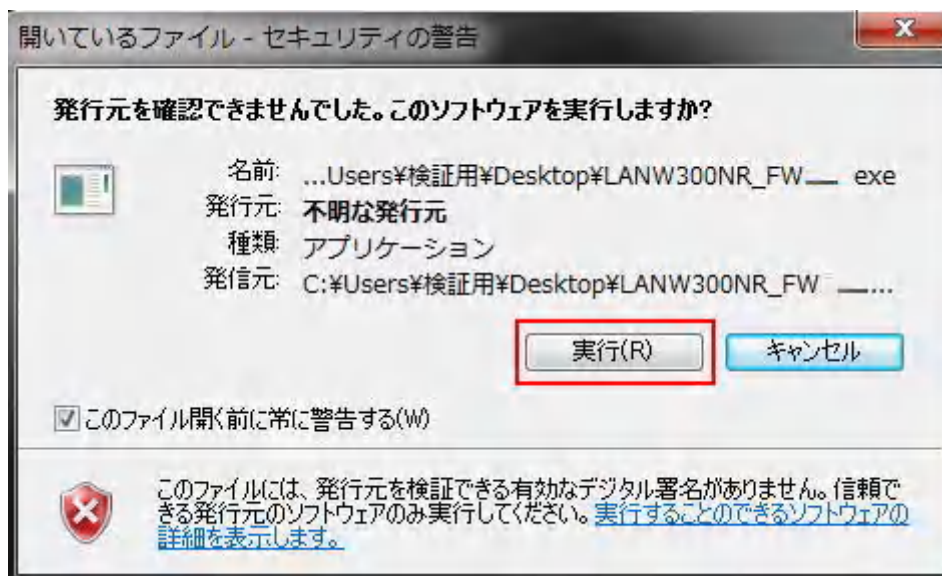 開いているファイル - セキュリティの警告
発行元を確認できませんでした。このソフトウェアを実行しますか?
名前: ...Users¥検証用¥Desktop¥LANW300NR_FW exe
発行元: 不明な発行元
種類: アプリケーション
発信元: C:¥Users¥検証用¥Desktop¥LANW300NR_FW ...
実行(R) キャンセル
このファイル開く前に常に警告する(W)
このファイルには、発行元を検証できる有効なデジタル署名がありません。信頼で
きる発行元のソフトウェアのみ実行してください。実行することのできるソフトウェアの
詳細を表示します。